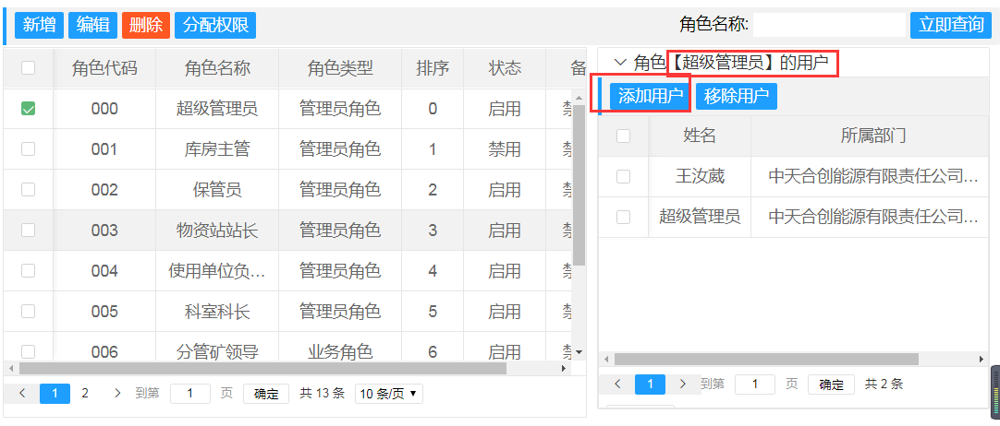 新增 编辑 删除 分配权限 角色名称: 立即查询
角色代码 角色名称 角色类型 排序 状态 备
000 超级管理员 管理员角色 0 启用 禁
001 库房主管 管理员角色 1 禁用 禁
002 保管员 管理员角色 2 启用 禁
003 物资站站长 管理员角色 3 启用 禁
004 使用单位负... 管理员角色 4 启用 禁
005 科室科长 管理员角色 5 启用 禁
006 分管矿领导 业务角色 6 启用 禁
1 2 到第 1 页 确定 共 13 条 10 条/页
角色【超级管理员】的用户
添加用户 移除用户
姓名 所属部门
王汝葳 中天合创能源有限责任公司...
超级管理员 中天合创能源有限责任公司...
1 到第 1 页 确定 共 2 条